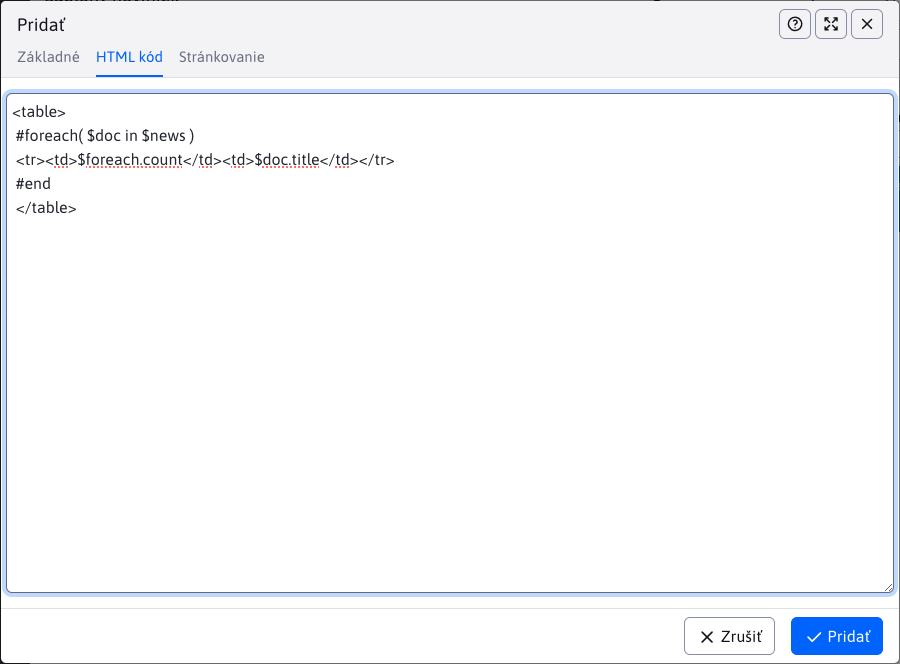 Pridať
Základné HTML kód Stránkovanie
<table>
#foreach( $doc in $news )
<tr><td>$foreach.count</td><td>$doc.title</td></tr>
#end
</table>
Zrušiť Pridať